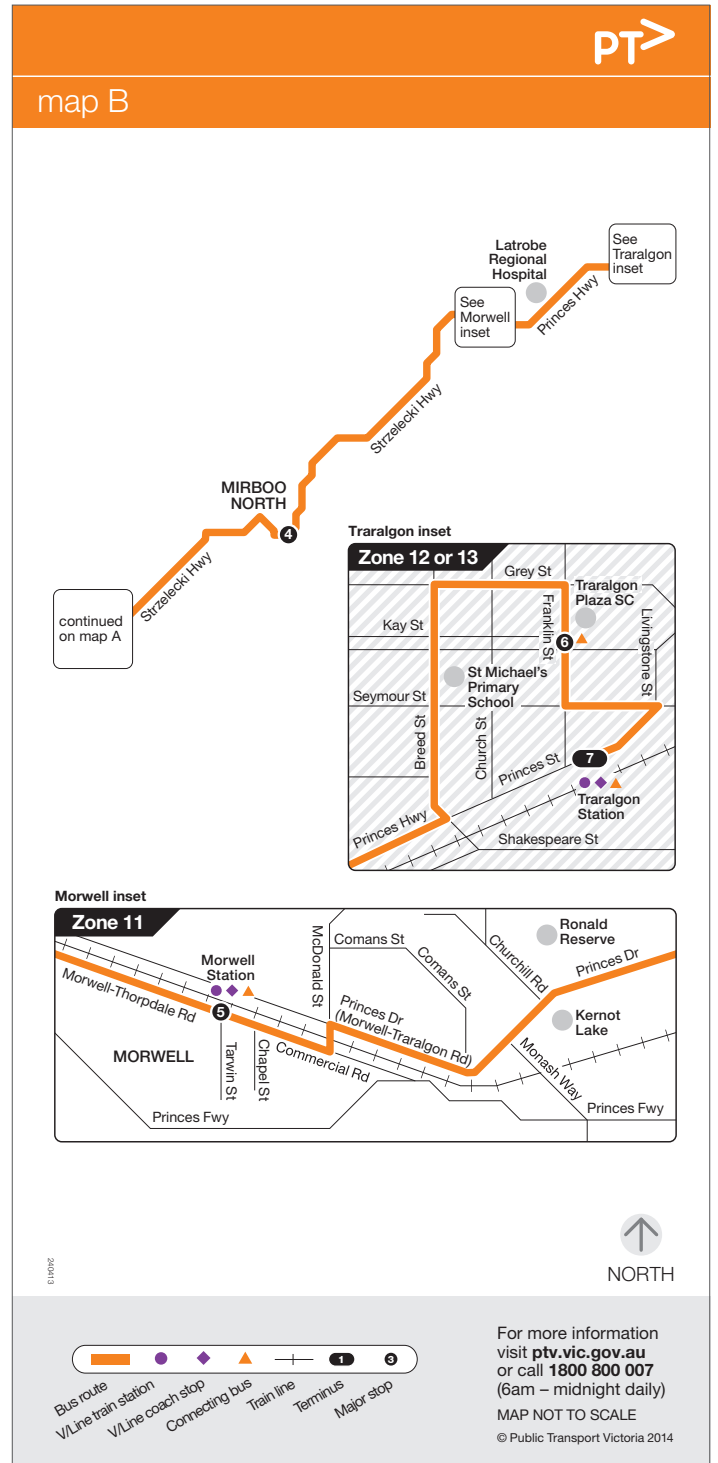 PT>
map B
See
Traralgon
inset
Latrobe
Regional
Hospital
See
Morwell
inset
Princes Hwy
Strzelecki Hwy
MIRBOO
NORTH
4
Strzelecki Hwy
continued
on map A
Traralgon inset
Zone 12 or 13
Grey St
Traralgon
Plaza SC
Kay St
Franklin St
6
Livingstone St
St Michael's
Primary
School
Seymour St
Breed St
Church St
Princes St
7
Traralgon
Station
Princes Hwy
Shakespeare St
Morwell inset
Zone 11
Ronald
Reserve
McDonald St
Comans St
Churchill Rd
Morwell
Station
Comans St
Princes Dr
Morwell-Thorpdale Rd
5
Princes Dr
(Morwell-Traralgon Rd)
Kernot
Lake
MORWELL
Tarwin St
Chapel St
Commercial Rd
Monash Way
Princes Fwy
Princes Fwy
240413
NORTH
1
3
Bus route
V/Line train station
V/Line coach stop
Connecting bus
Train line
Terminus
Major stop
For more information
visit ptv.vic.gov.au
or call 1800 800 007
(6am – midnight daily)
MAP NOT TO SCALE
© Public Transport Victoria 2014